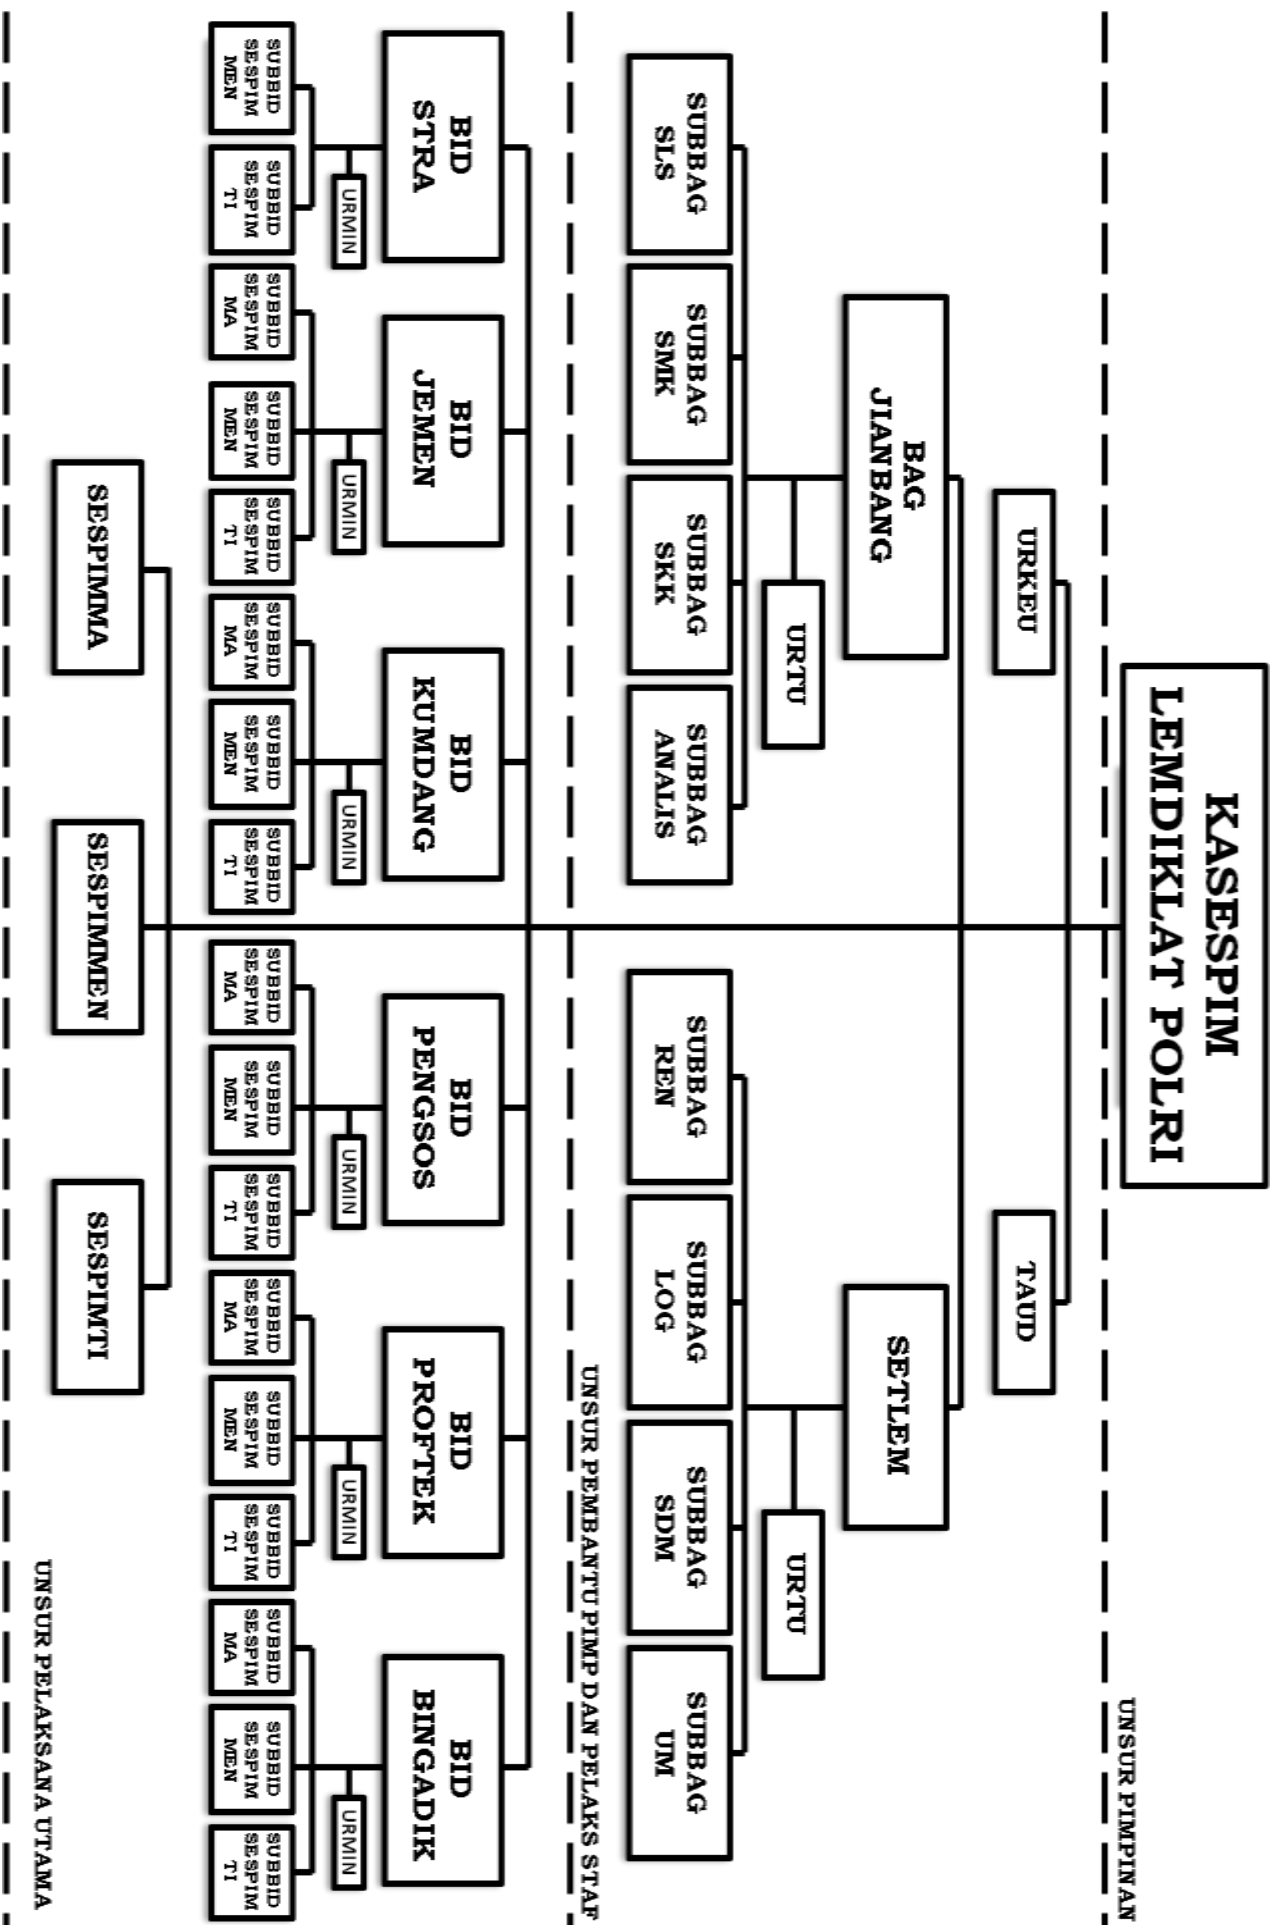 KASESPIM
LEMDIKLAT POLRI
UNSUR PIMPINAN
URKEU
TAUD
BAG
JIANBANG
SETLEM
URTU
URTU
SUBBAG
SLS
SUBBAG
SMK
SUBBAG
SKK
SUBBAG
ANALIS
SUBBAG
REN
SUBBAG
LOG
SUBBAG
SDM
SUBBAG
UM
UNSUR PEMBANTU PIMP DAN PELAKS STAF
BID
STRA
BID
JEMEN
BID
KUMDANG
BID
PENGSOS
BID
PROFTEK
BID
BINGADIK
URMIN
URMIN
URMIN
URMIN
URMIN
URMIN
SUBBID
SESPIM
MEN
SUBBID
SESPIM
TI
SUBBID
SESPIM
MA
SUBBID
SESPIM
MEN
SUBBID
SESPIM
TI
SUBBID
SESPIM
MA
SUBBID
SESPIM
MEN
SUBBID
SESPIM
TI
SUBBID
SESPIM
MA
SUBBID
SESPIM
MEN
SUBBID
SESPIM
TI
SUBBID
SESPIM
MA
SUBBID
SESPIM
MEN
SUBBID
SESPIM
TI
SUBBID
SESPIM
MA
SUBBID
SESPIM
MEN
SUBBID
SESPIM
TI
SESPIMMA
SESPIMMEN
SESPIMTI
UNSUR PELAKSANA UTAMA